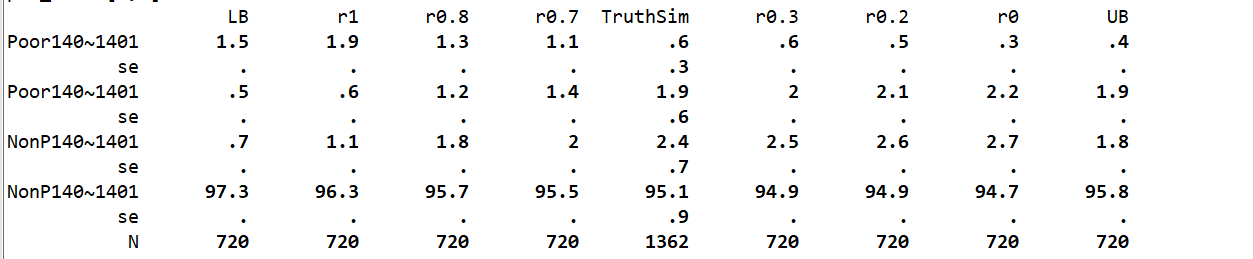 LB r1 r0.8 r0.7 TruthSim r0.3 r0.2 r0 UB
Poor140~1401 1.5 1.9 1.3 1.1 .6 .6 .5 .3 .4
se . . . . .3 . . . .
Poor140~1401 .5 .6 1.2 1.4 1.9 2 2.1 2.2 1.9
se . . . . .6 . . . .
NonP140~1401 .7 1.1 1.8 2 2.4 2.5 2.6 2.7 1.8
se . . . . .7 . . . .
NonP140~1401 97.3 96.3 95.7 95.5 95.1 94.9 94.9 94.7 95.8
se . . . . .9 . . . .
N 720 720 720 720 1362 720 720 720 720